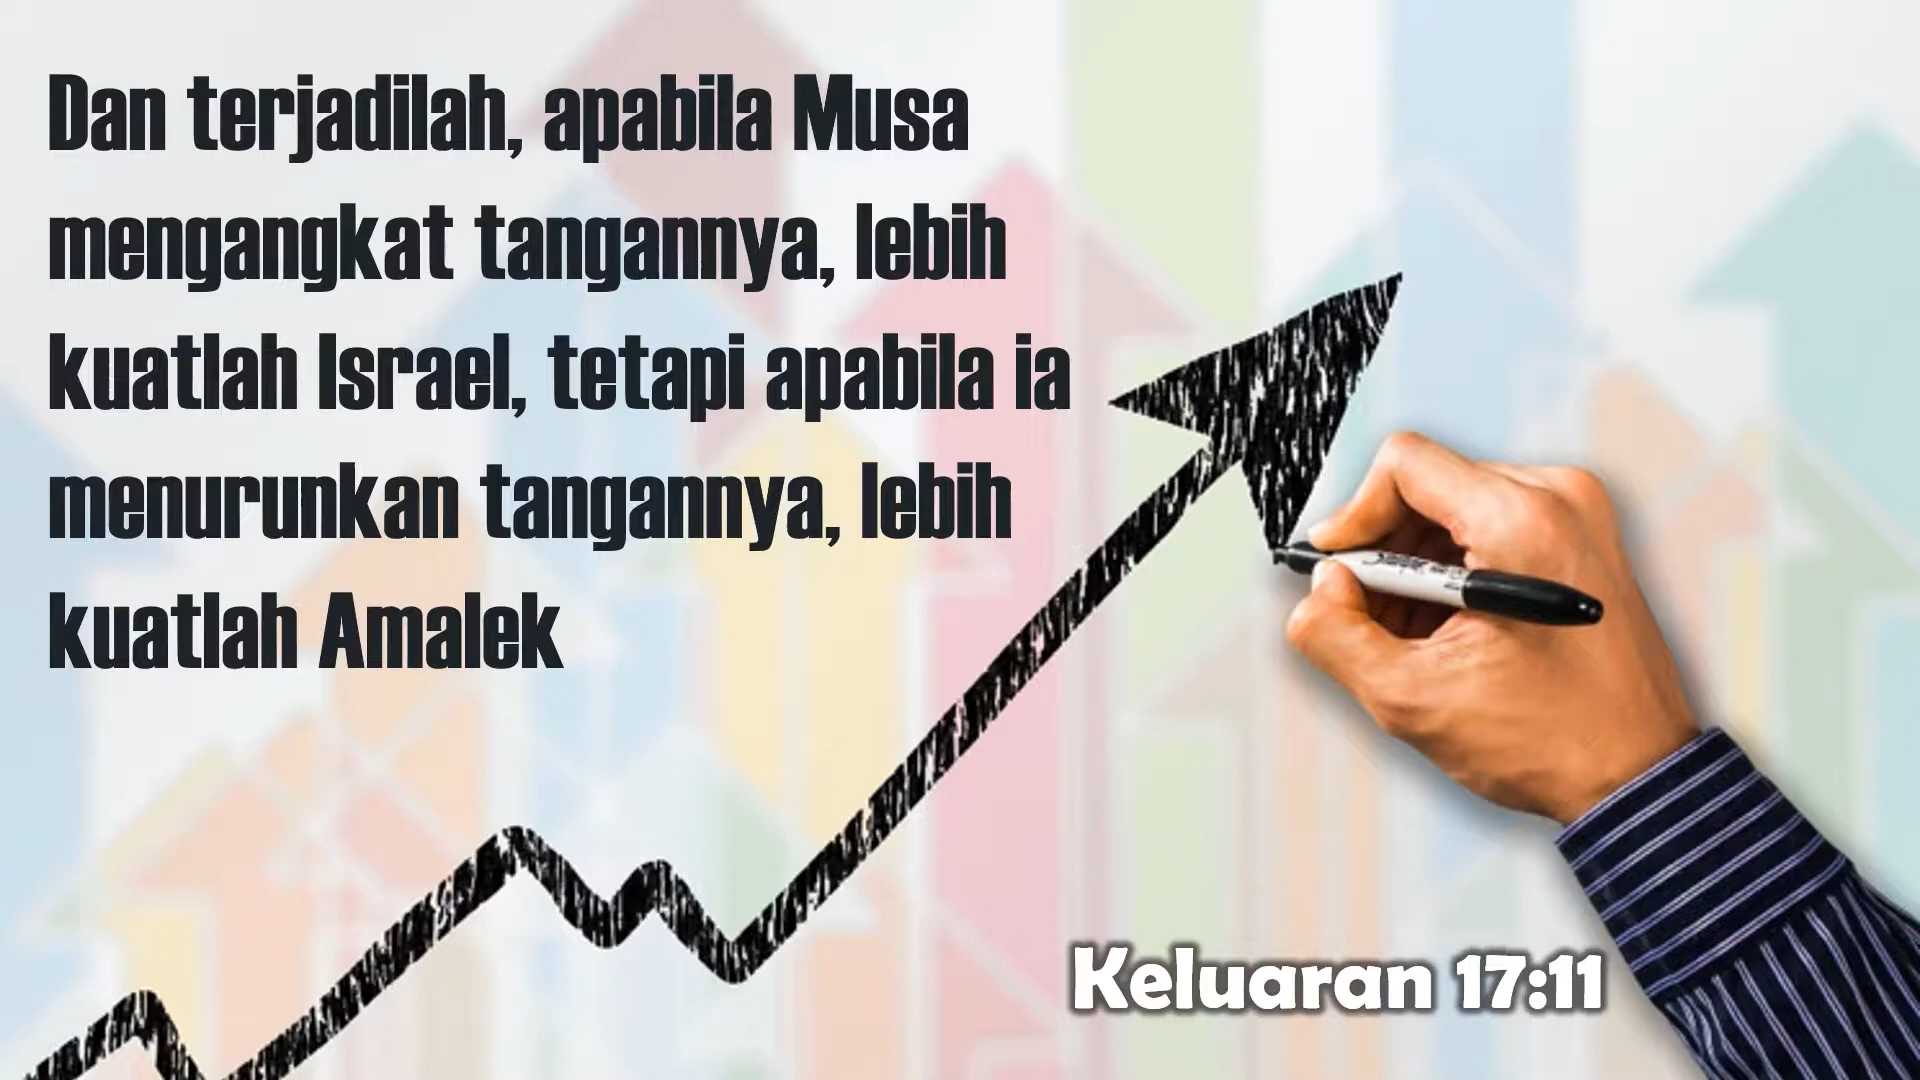 Dan terjadilah, apabila Musa
mengangkat tangannya, lebih
kuatlah Israel, tetapi apabila ia
menurunkan tangannya, lebih
kuatlah Amalek
Keluaran 17:11